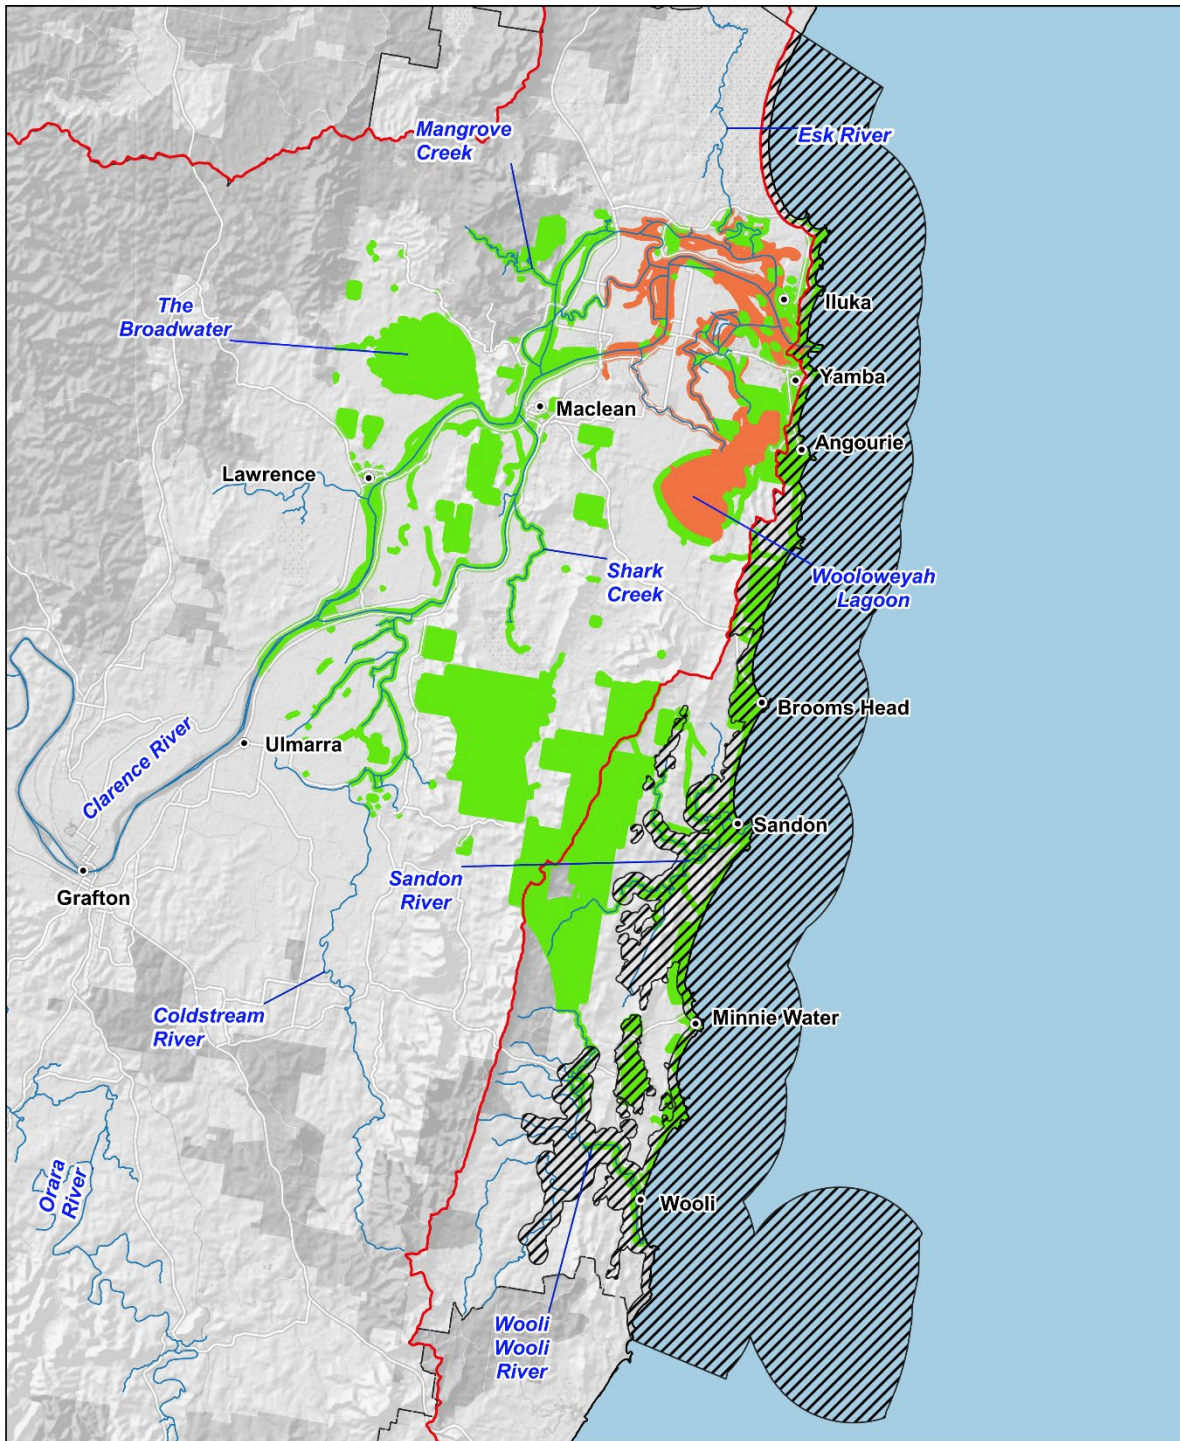 Mangrove
Creek
Esk River
The
Broadwater
Iluka
Yamba
Maclean
Angourie
Lawrence
Shark
Creek
Wooloweyah
Lagoon
Brooms Head
Clarence River
Ulmarra
Sandon
Sandon
River
Grafton
Coldstream
River
Minnie Water
Orara
River
Wooli
Wooli
Wooli
River